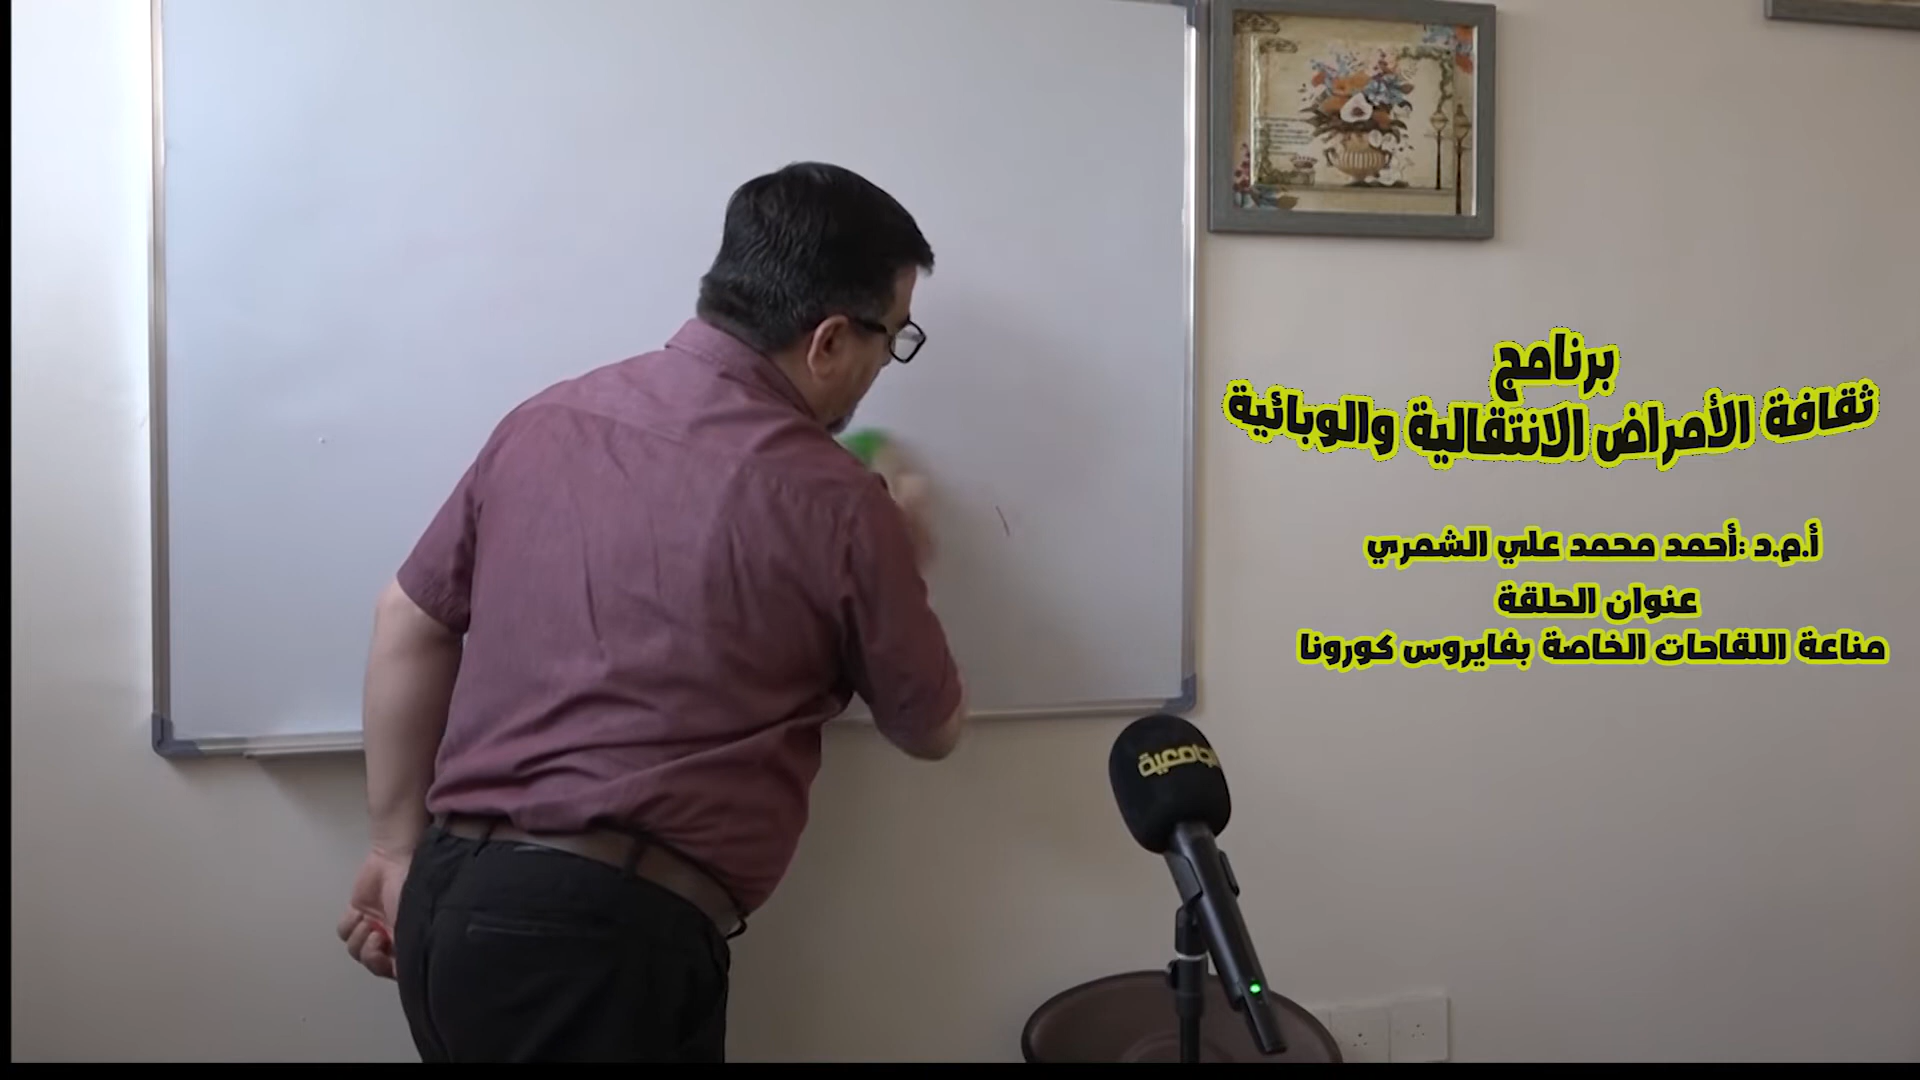 برنامج
ثقافة الأمراض الانتقالية والوبائية
أ.م.د :أحمد محمد علي الشمري
عنوان الحلقة
مناعة اللقاحات الخاصة بفايروس كورونا
الجامعية